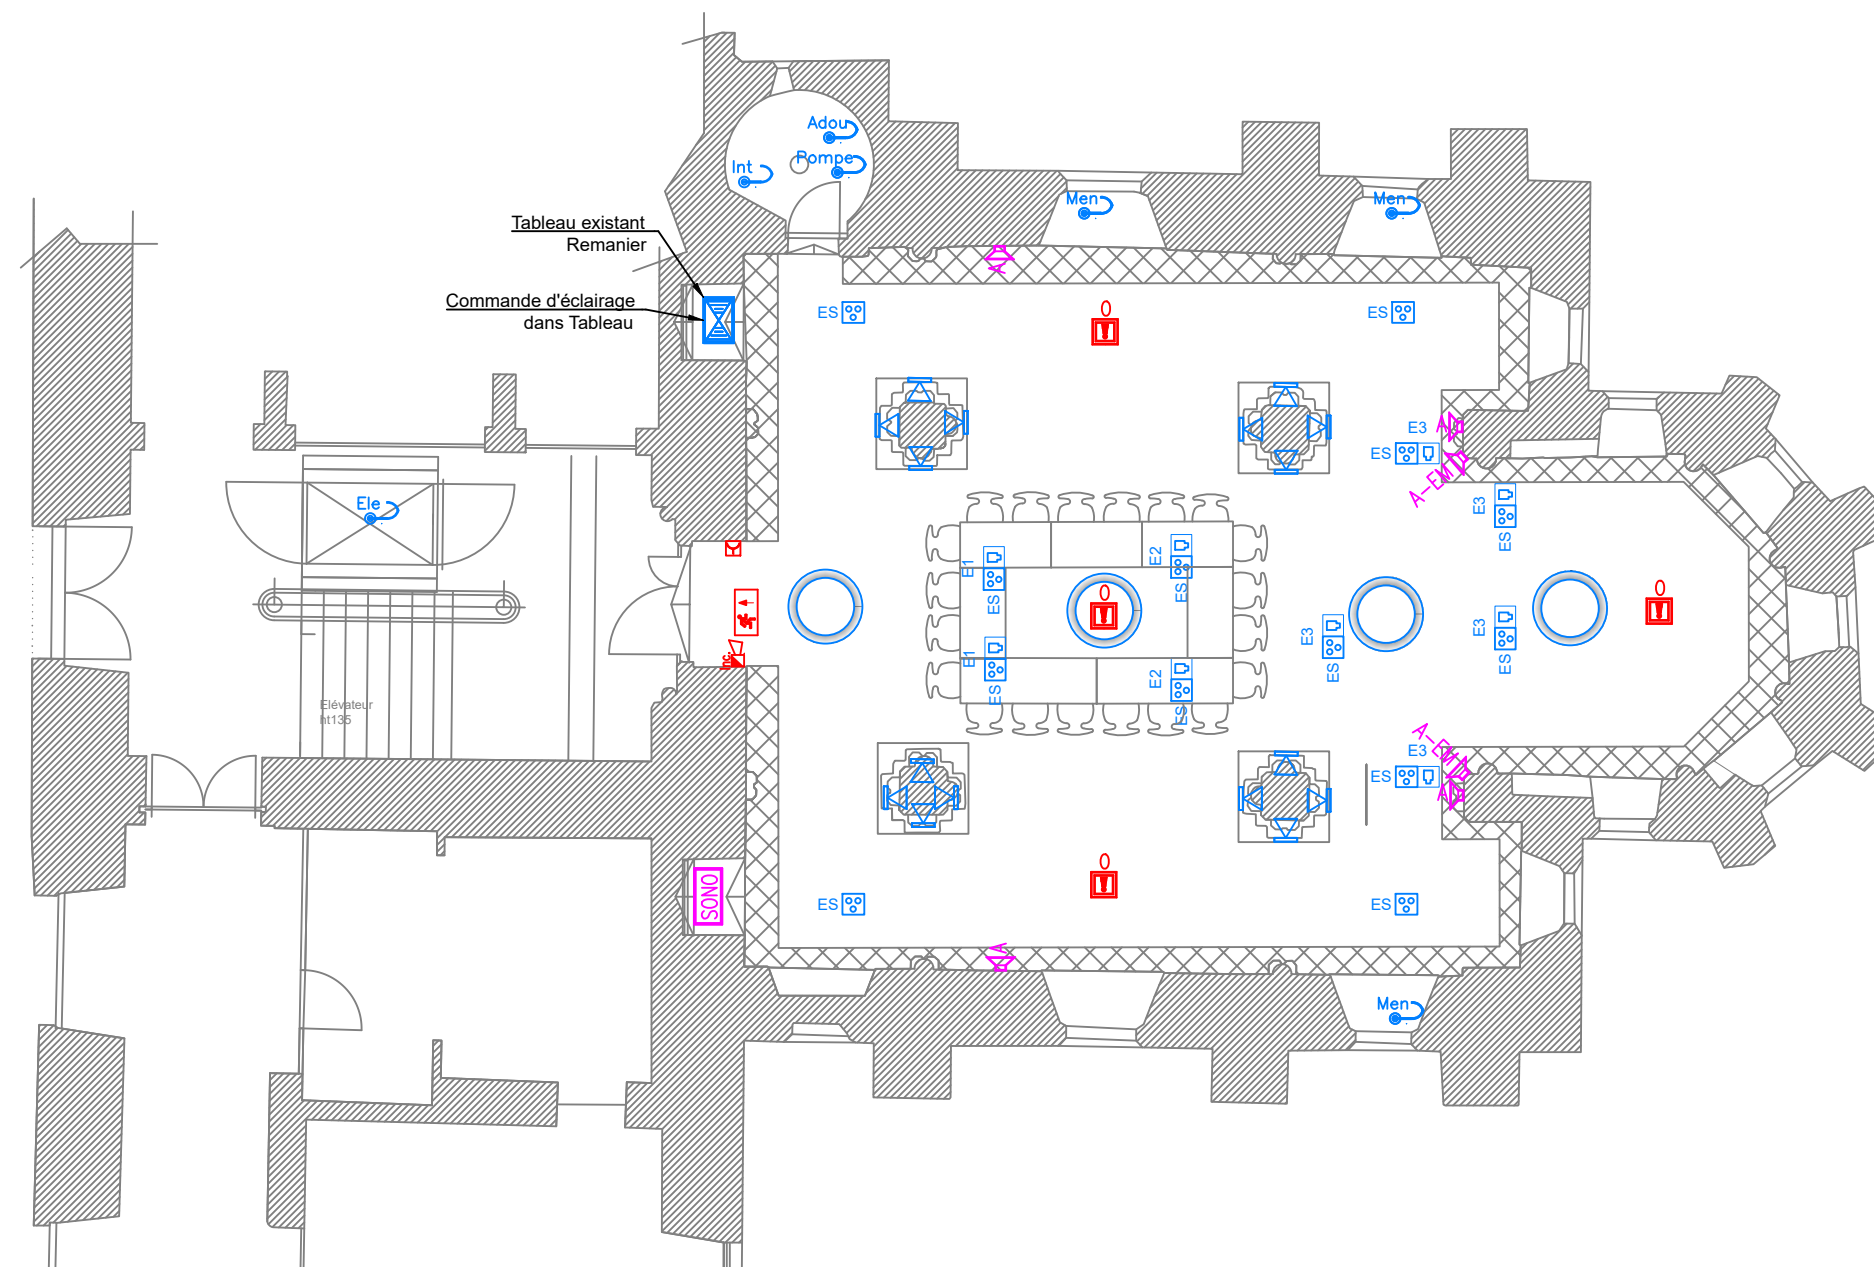 Adou
Int
Pompe
Men
Men
Tableau existant
Remanier
Commande d'éclairage
dans Tableau
A
ES
O
ES
E3
A
ES
A-EM
Ele
E3
ES
E1
ES
E2
ES
O
O
E3
ES
E3
ES
Inc.
E1
ES
E2
ES
Elévateur
ht135
A-EM
E3
ES
A
O
SONO
ES
ES
A
Men